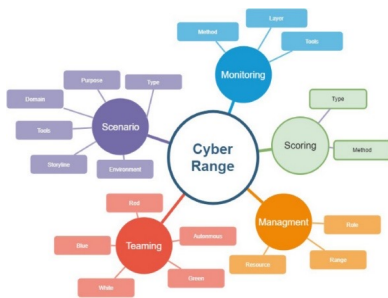 Layer
Method
Tools
Monitoring
Purpose
Type
Domain
Tools
Scenario
Storyline
Environment
Cyber
Range
Type
Scoring
Method
Red
Blue
Autonomous
Teaming
Green
White
Managment
Role
Resource
Range